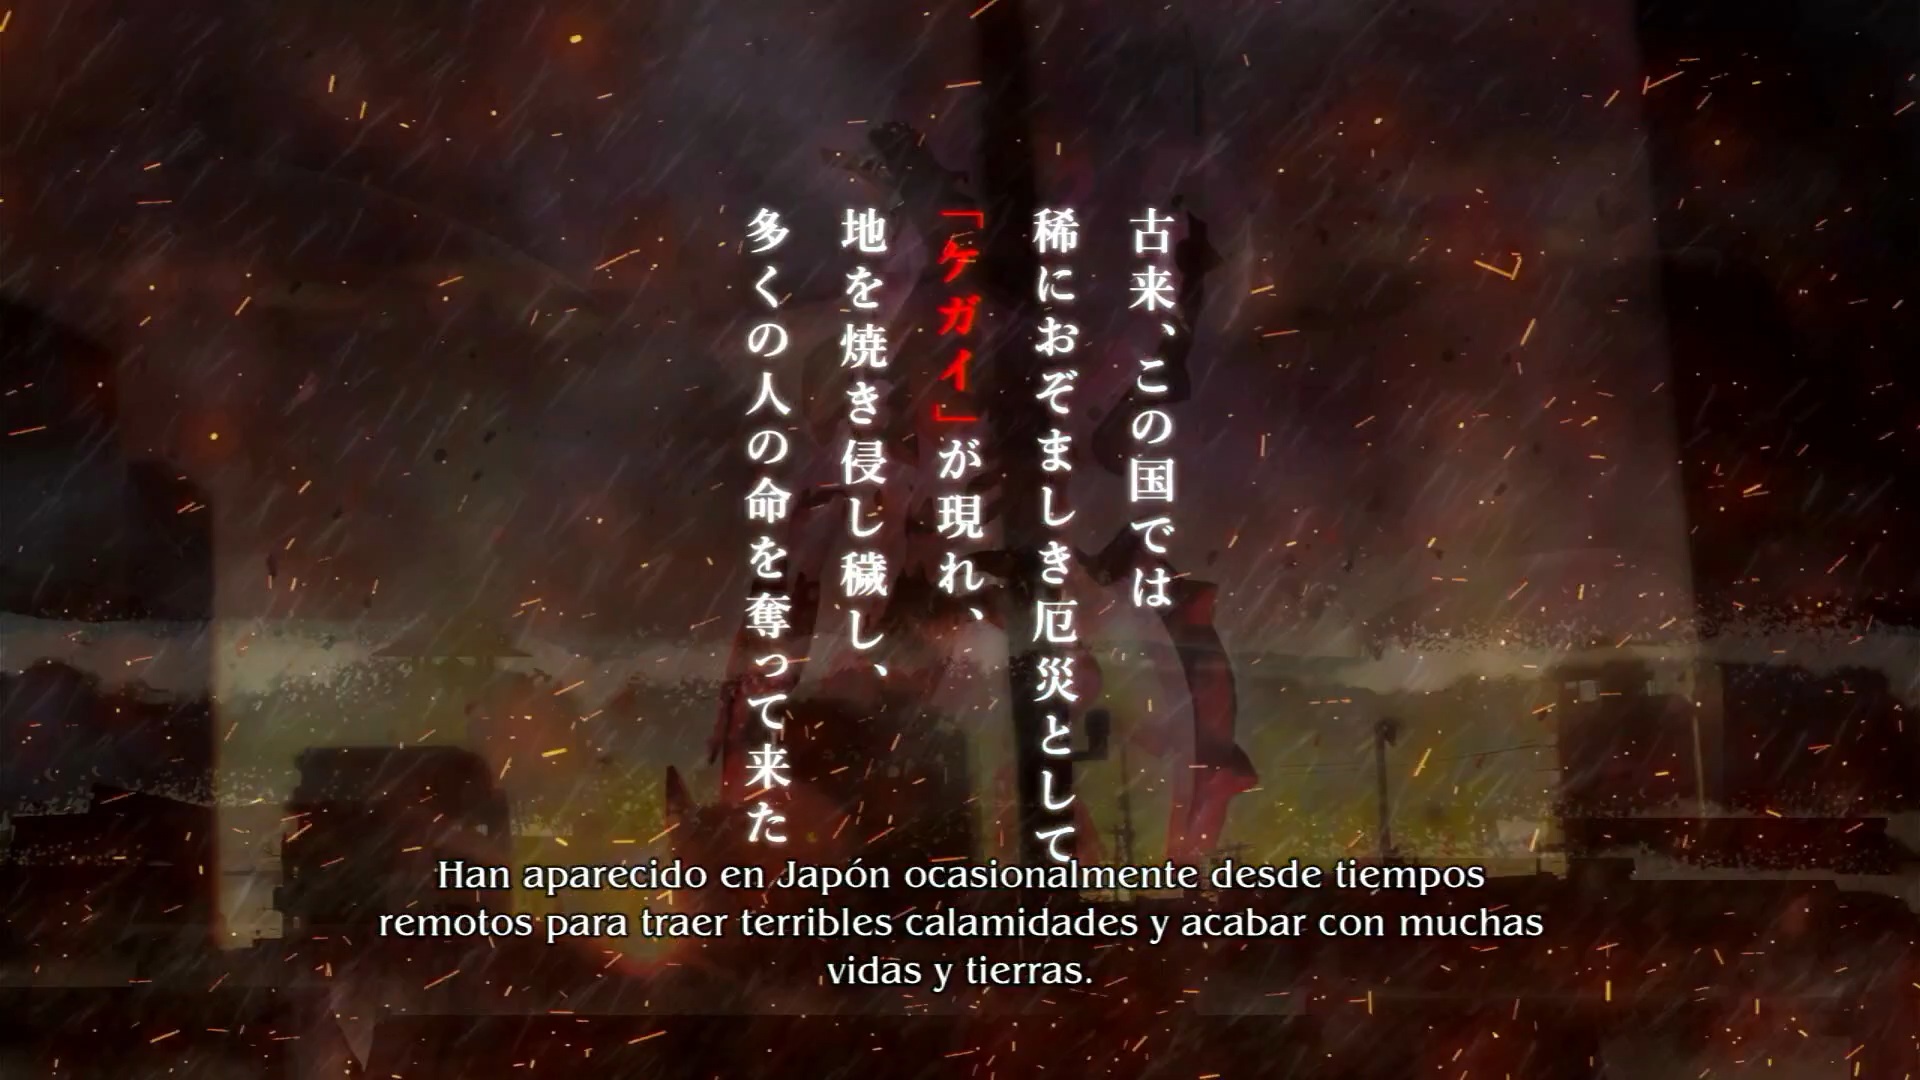 古来、この国では
稀におぞましき厄災として
「ケガイ」が現れ、
地を焼き侵し穢し、
多くの人の命を奪って来た
Han aparecido en Japón ocasionalmente desde tiempos
remotos para traer terribles calamidades y acabar con muchas
vidas y tierras.